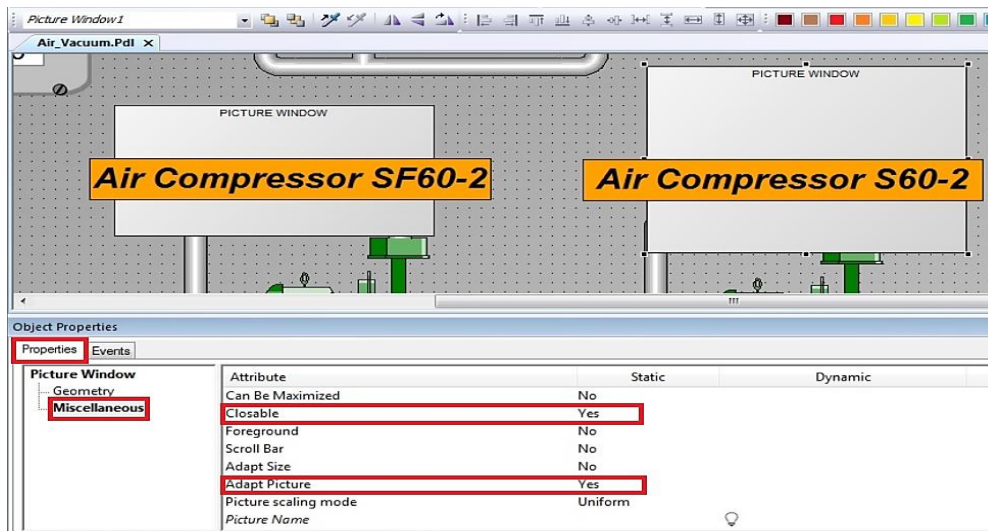 Picture Window1
Air_Vacuum.Pdl
PICTURE WINDOW
PICTURE WINDOW
Air Compressor SF60-2
Air Compressor S60-2
Object Properties
Properties Events
Picture Window
Geometry
Miscellaneous
Attribute Static Dynamic
Can Be Maximized No
Closable Yes
Foreground No
Scroll Bar No
Adapt Size No
Adapt Picture Yes
Picture scaling mode Uniform
Picture Name